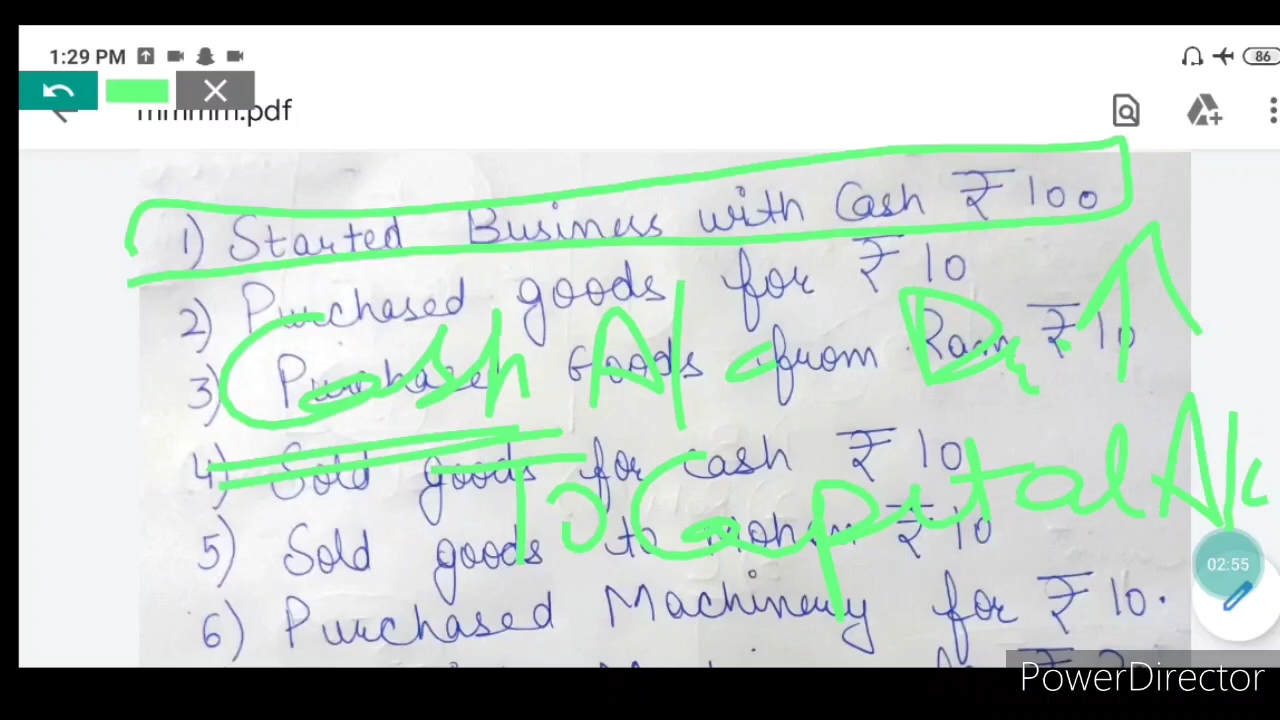 1:29 PM
86
mmmm.pdf
1) Started Business with Cash ₹ 100
2) Purchased goods for ₹ 10
Cash A/c Dr.
3) Purchased Goods from Ram ₹ 10
4) Sold goods for cash ₹ 10
To Capital A/c
5) Sold goods to mohan ₹ 10
02:55
6) Purchased Machinery for ₹ 10.
PowerDirector